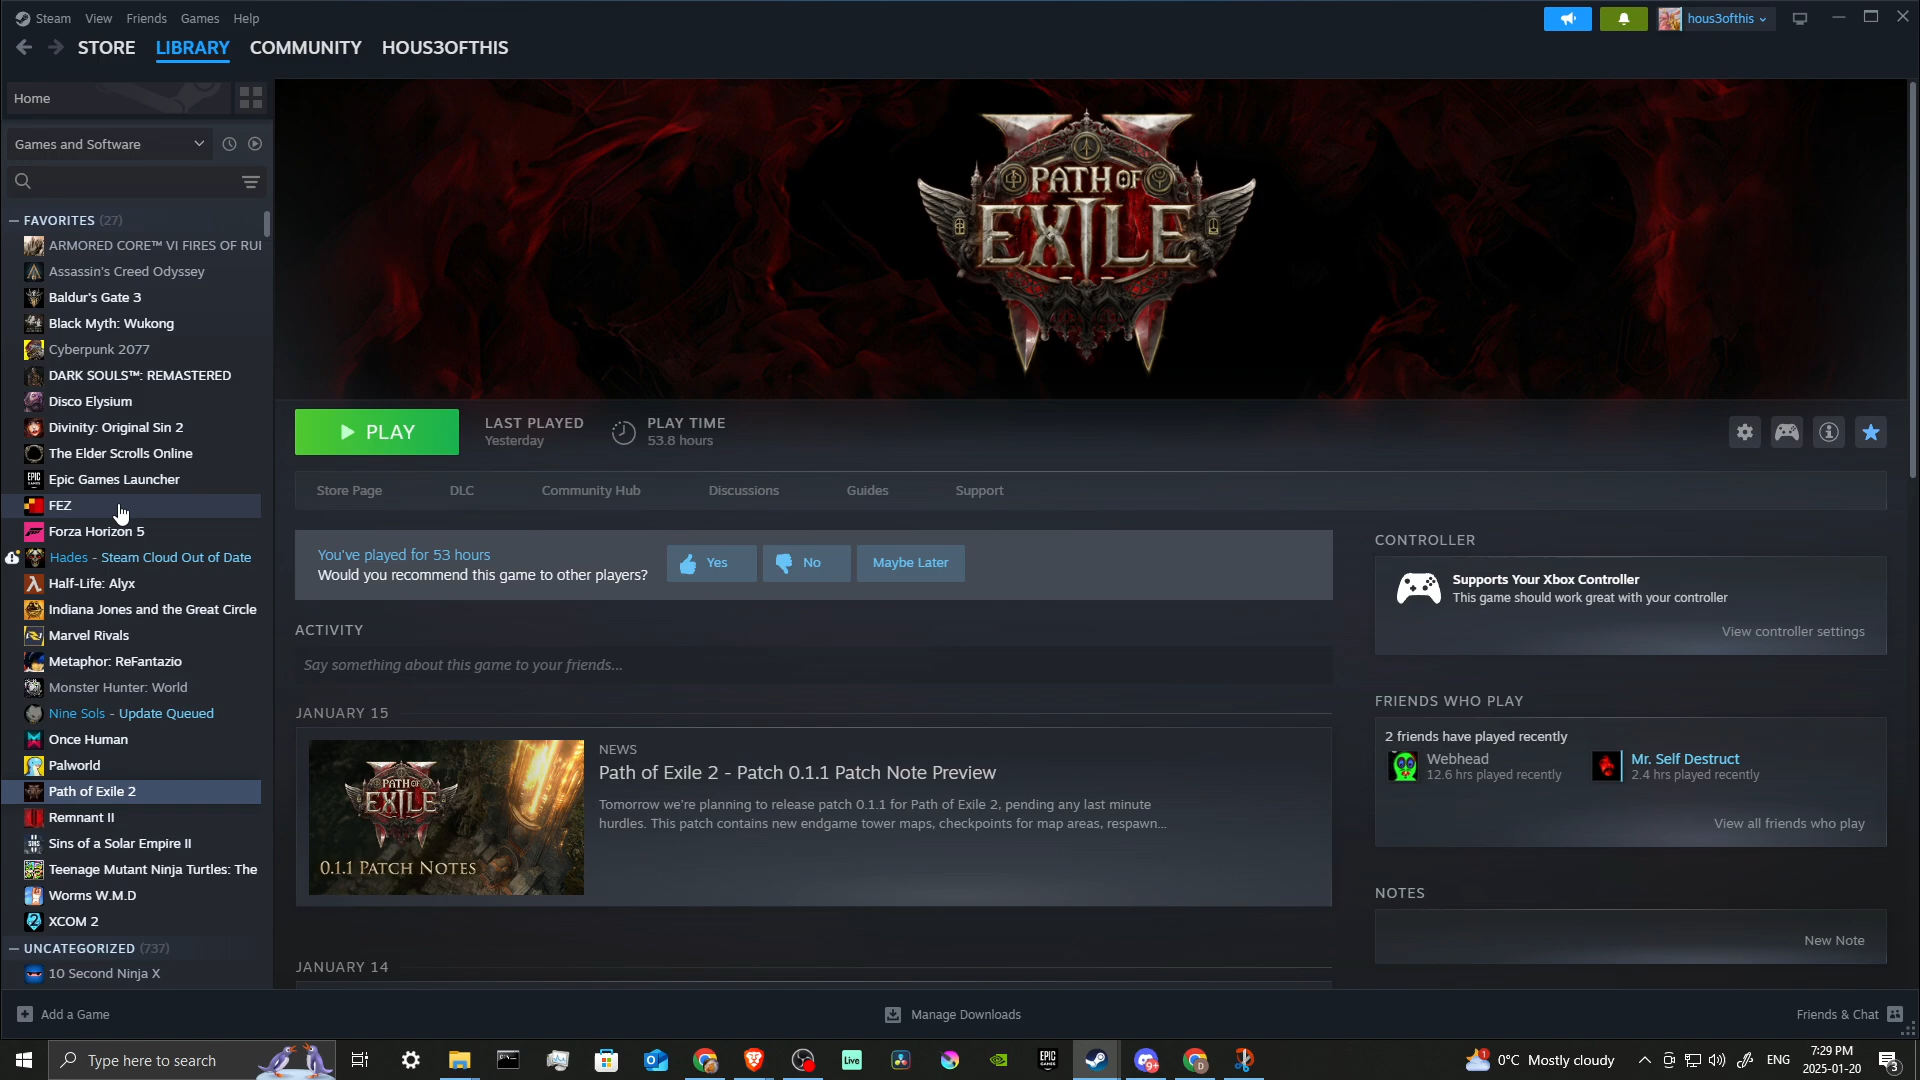 Steam View Friends Games Help
hous3ofthis
STORE LIBRARY COMMUNITY HOUS3OFTHIS
Home
Games and Software
FAVORITES (27)
ARMORED CORE™ VI FIRES OF RUI
Assassin's Creed Odyssey
Baldur's Gate 3
Black Myth: Wukong
Cyberpunk 2077
DARK SOULS™: REMASTERED
Disco Elysium
Divinity: Original Sin 2
The Elder Scrolls Online
Epic Games Launcher
FEZ
Forza Horizon 5
Hades - Steam Cloud Out of Date
Half-Life: Alyx
Indiana Jones and the Great Circle
Marvel Rivals
Metaphor: ReFantazio
Monster Hunter: World
Nine Sols - Update Queued
Once Human
Palworld
Path of Exile 2
Remnant II
Sins of a Solar Empire II
Teenage Mutant Ninja Turtles: The
Worms W.M.D
XCOM 2
UNCATEGORIZED (737)
10 Second Ninja X
PATH OF
EXILE
PLAY
LAST PLAYED
Yesterday
PLAY TIME
53.8 hours
Store Page DLC Community Hub Discussions Guides Support
You've played for 53 hours
Would you recommend this game to other players?
Yes No Maybe Later
ACTIVITY
Say something about this game to your friends...
JANUARY 15
PATH OF
EXILE
0.1.1 PATCH NOTES
NEWS
Path of Exile 2 - Patch 0.1.1 Patch Note Preview
Tomorrow we're planning to release patch 0.1.1 for Path of Exile 2, pending any last minute
hurdles. This patch contains new endgame tower maps, checkpoints for map areas, respawn...
JANUARY 14
CONTROLLER
Supports Your Xbox Controller
This game should work great with your controller
View controller settings
FRIENDS WHO PLAY
2 friends have played recently
Webhead
12.6 hrs played recently
Mr. Self Destruct
2.4 hrs played recently
View all friends who play
NOTES
New Note
Add a Game
Manage Downloads
Friends & Chat
Type here to search
Live
EPIC
GAMES
9+
D
1
0°C Mostly cloudy
ENG
7:29 PM
2025-01-20
3